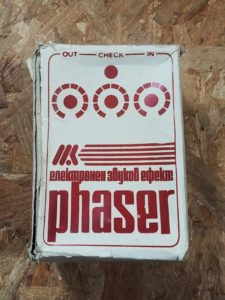 OUT — CHECK — IN
електронен звуков ефект
phaser